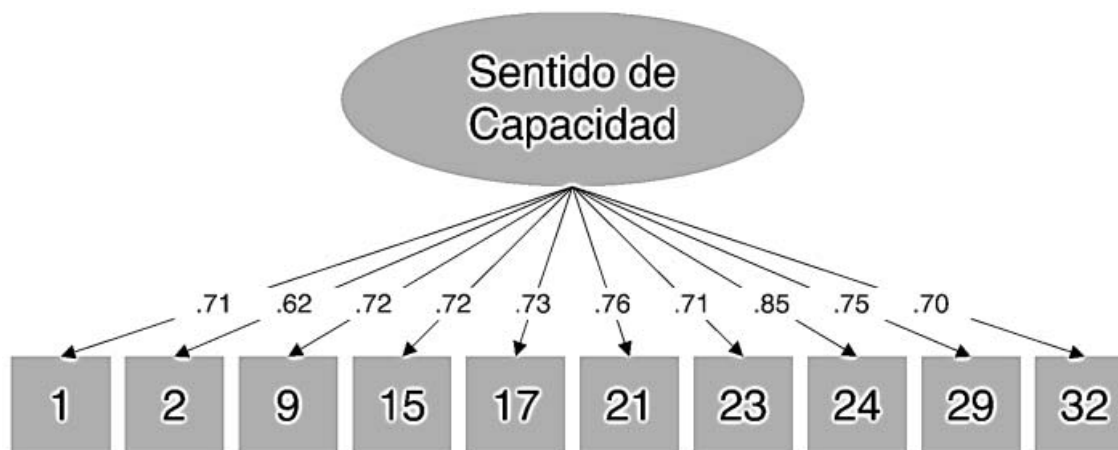 Sentido de
Capacidad
.71 .62 .72 .72 .73 .76 .71 .85 .75 .70
1 2 9 15 17 21 23 24 29 32